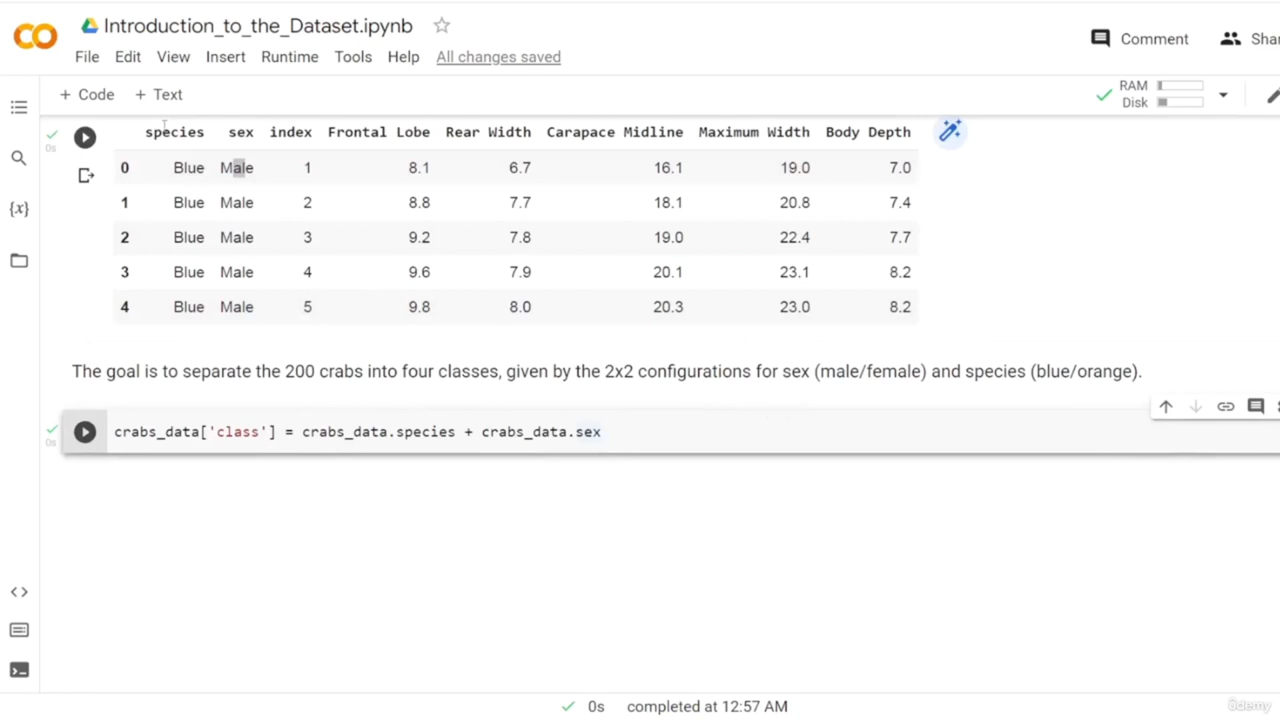 Introduction_to_the_Dataset.ipynb
Comment
Shar
File Edit View Insert Runtime Tools Help All changes saved
+ Code + Text
RAM
Disk
species sex index Frontal Lobe Rear Width Carapace Midline Maximum Width Body Depth
0s
0 Blue Male 1 8.1 6.7 16.1 19.0 7.0
1 Blue Male 2 8.8 7.7 18.1 20.8 7.4
2 Blue Male 3 9.2 7.8 19.0 22.4 7.7
3 Blue Male 4 9.6 7.9 20.1 23.1 8.2
4 Blue Male 5 9.8 8.0 20.3 23.0 8.2
The goal is to separate the 200 crabs into four classes, given by the 2x2 configurations for sex (male/female) and species (blue/orange).
crabs_data['class'] = crabs_data.species + crabs_data.sex
0s
0s completed at 12:57 AM
ûdemy